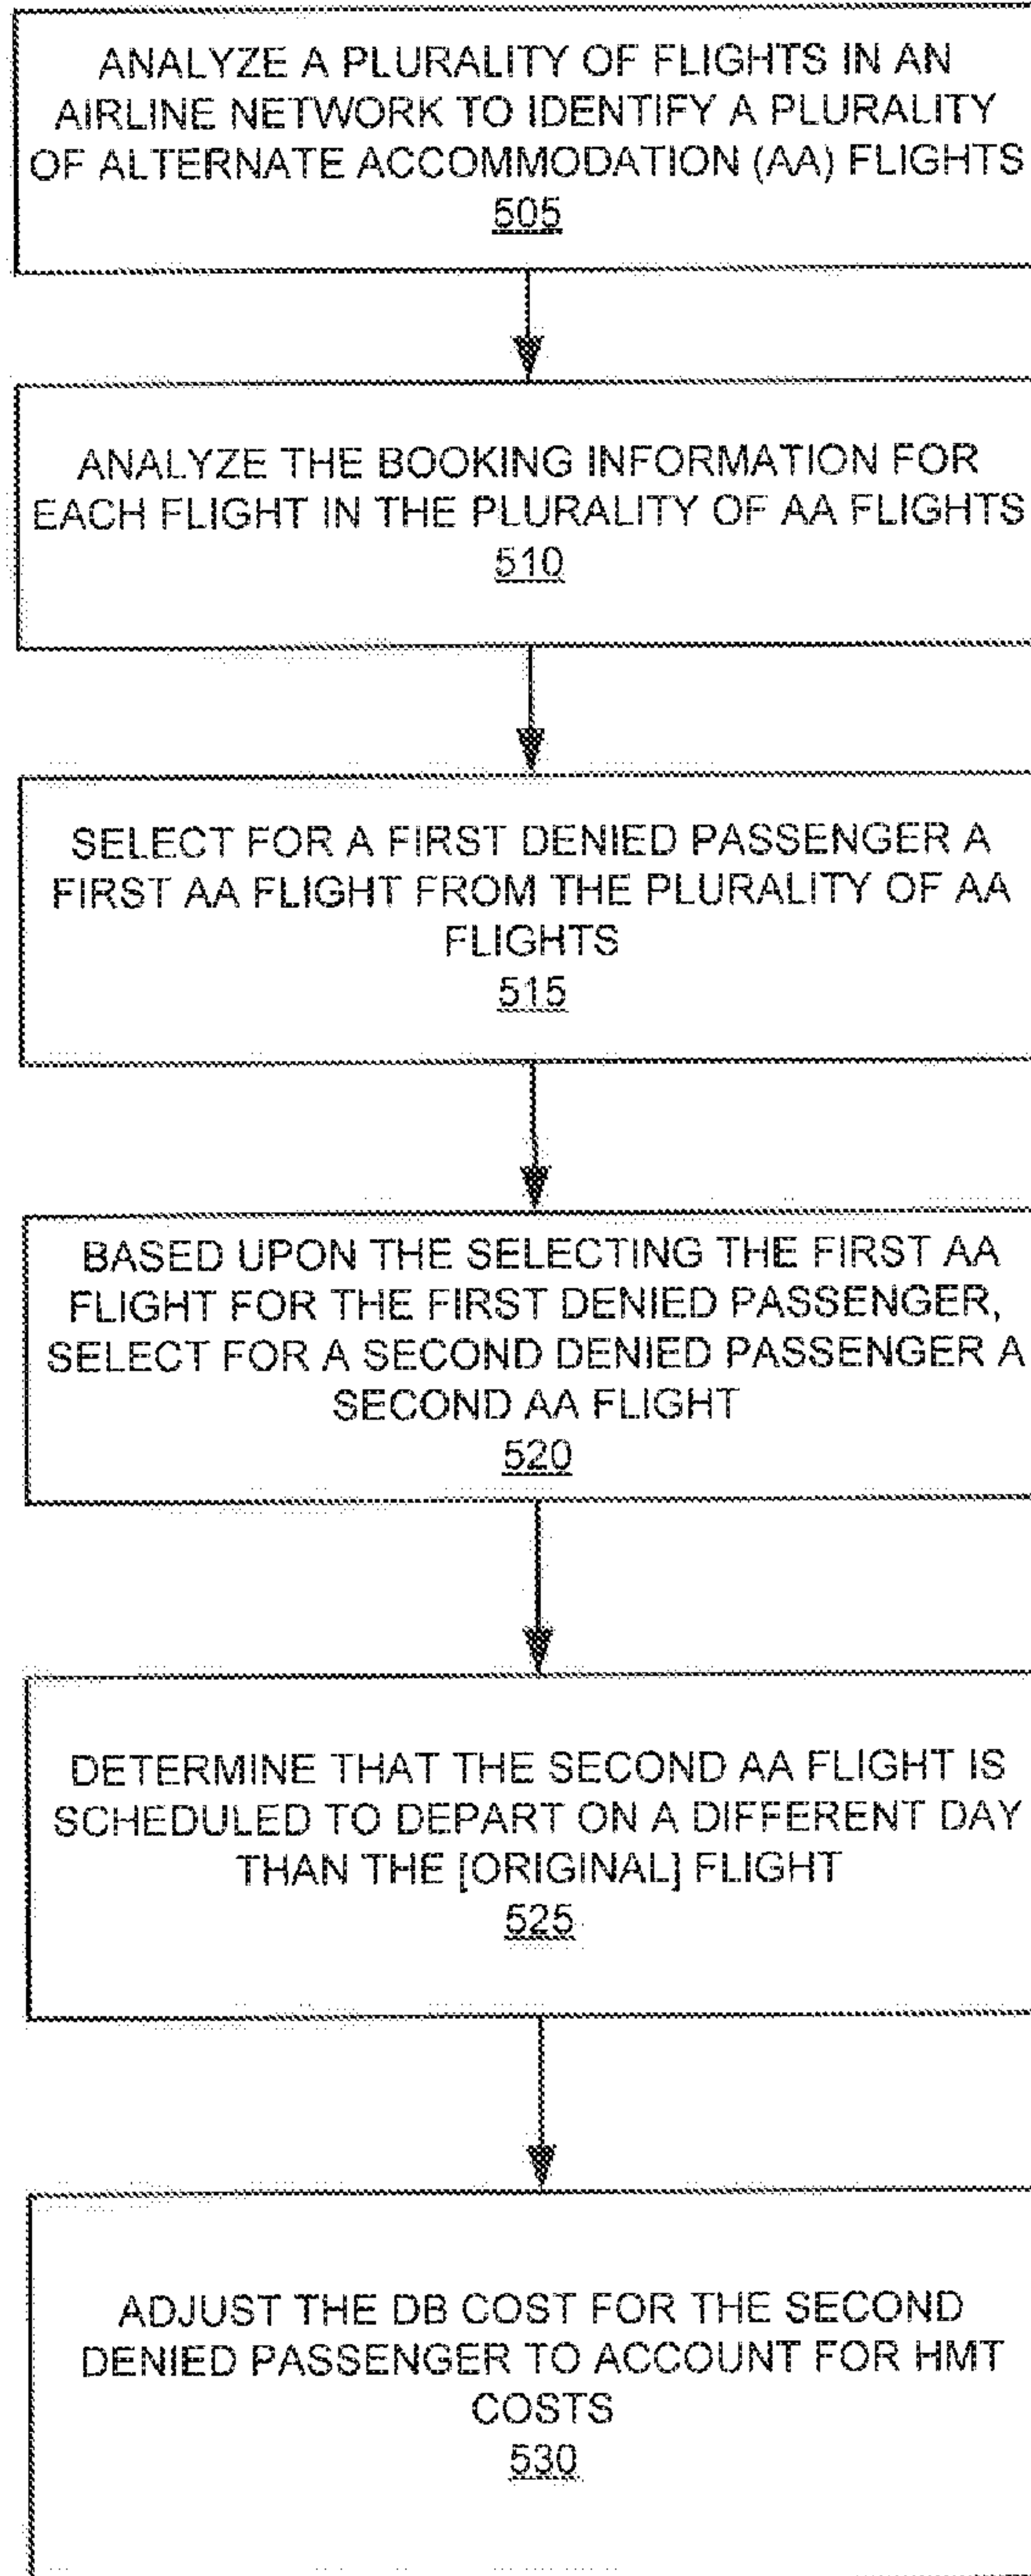 ANALYZE A PLURALITY OF FLIGHTS IN AN
AIRLINE NETWORK TO IDENTIFY A PLURALITY
OF ALTERNATE ACCOMMODATION (AA) FLIGHTS
505
ANALYZE THE BOOKING INFORMATION FOR
EACH FLIGHT IN THE PLURALITY OF AA FLIGHTS
510
SELECT FOR A FIRST DENIED PASSENGER A
FIRST AA FLIGHT FROM THE PLURALITY OF AA
FLIGHTS
515
BASED UPON THE SELECTING THE FIRST AA
FLIGHT FOR THE FIRST DENIED PASSENGER,
SELECT FOR A SECOND DENIED PASSENGER A
SECOND AA FLIGHT
520
DETERMINE THAT THE SECOND AA FLIGHT IS
SCHEDULED TO DEPART ON A DIFFERENT DAY
THAN THE [ORIGINAL] FLIGHT
525
ADJUST THE DB COST FOR THE SECOND
DENIED PASSENGER TO ACCOUNT FOR HMT
COSTS
530